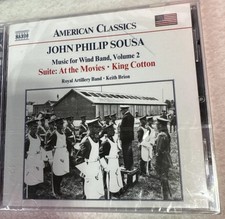 NAXOS
AMERICAN CLASSICS
JOHN PHILIP SOUSA
Music for Wind Band, Volume 2
Suite: At the Movies • King Cotton
Royal Artillery Band • Keith Brion